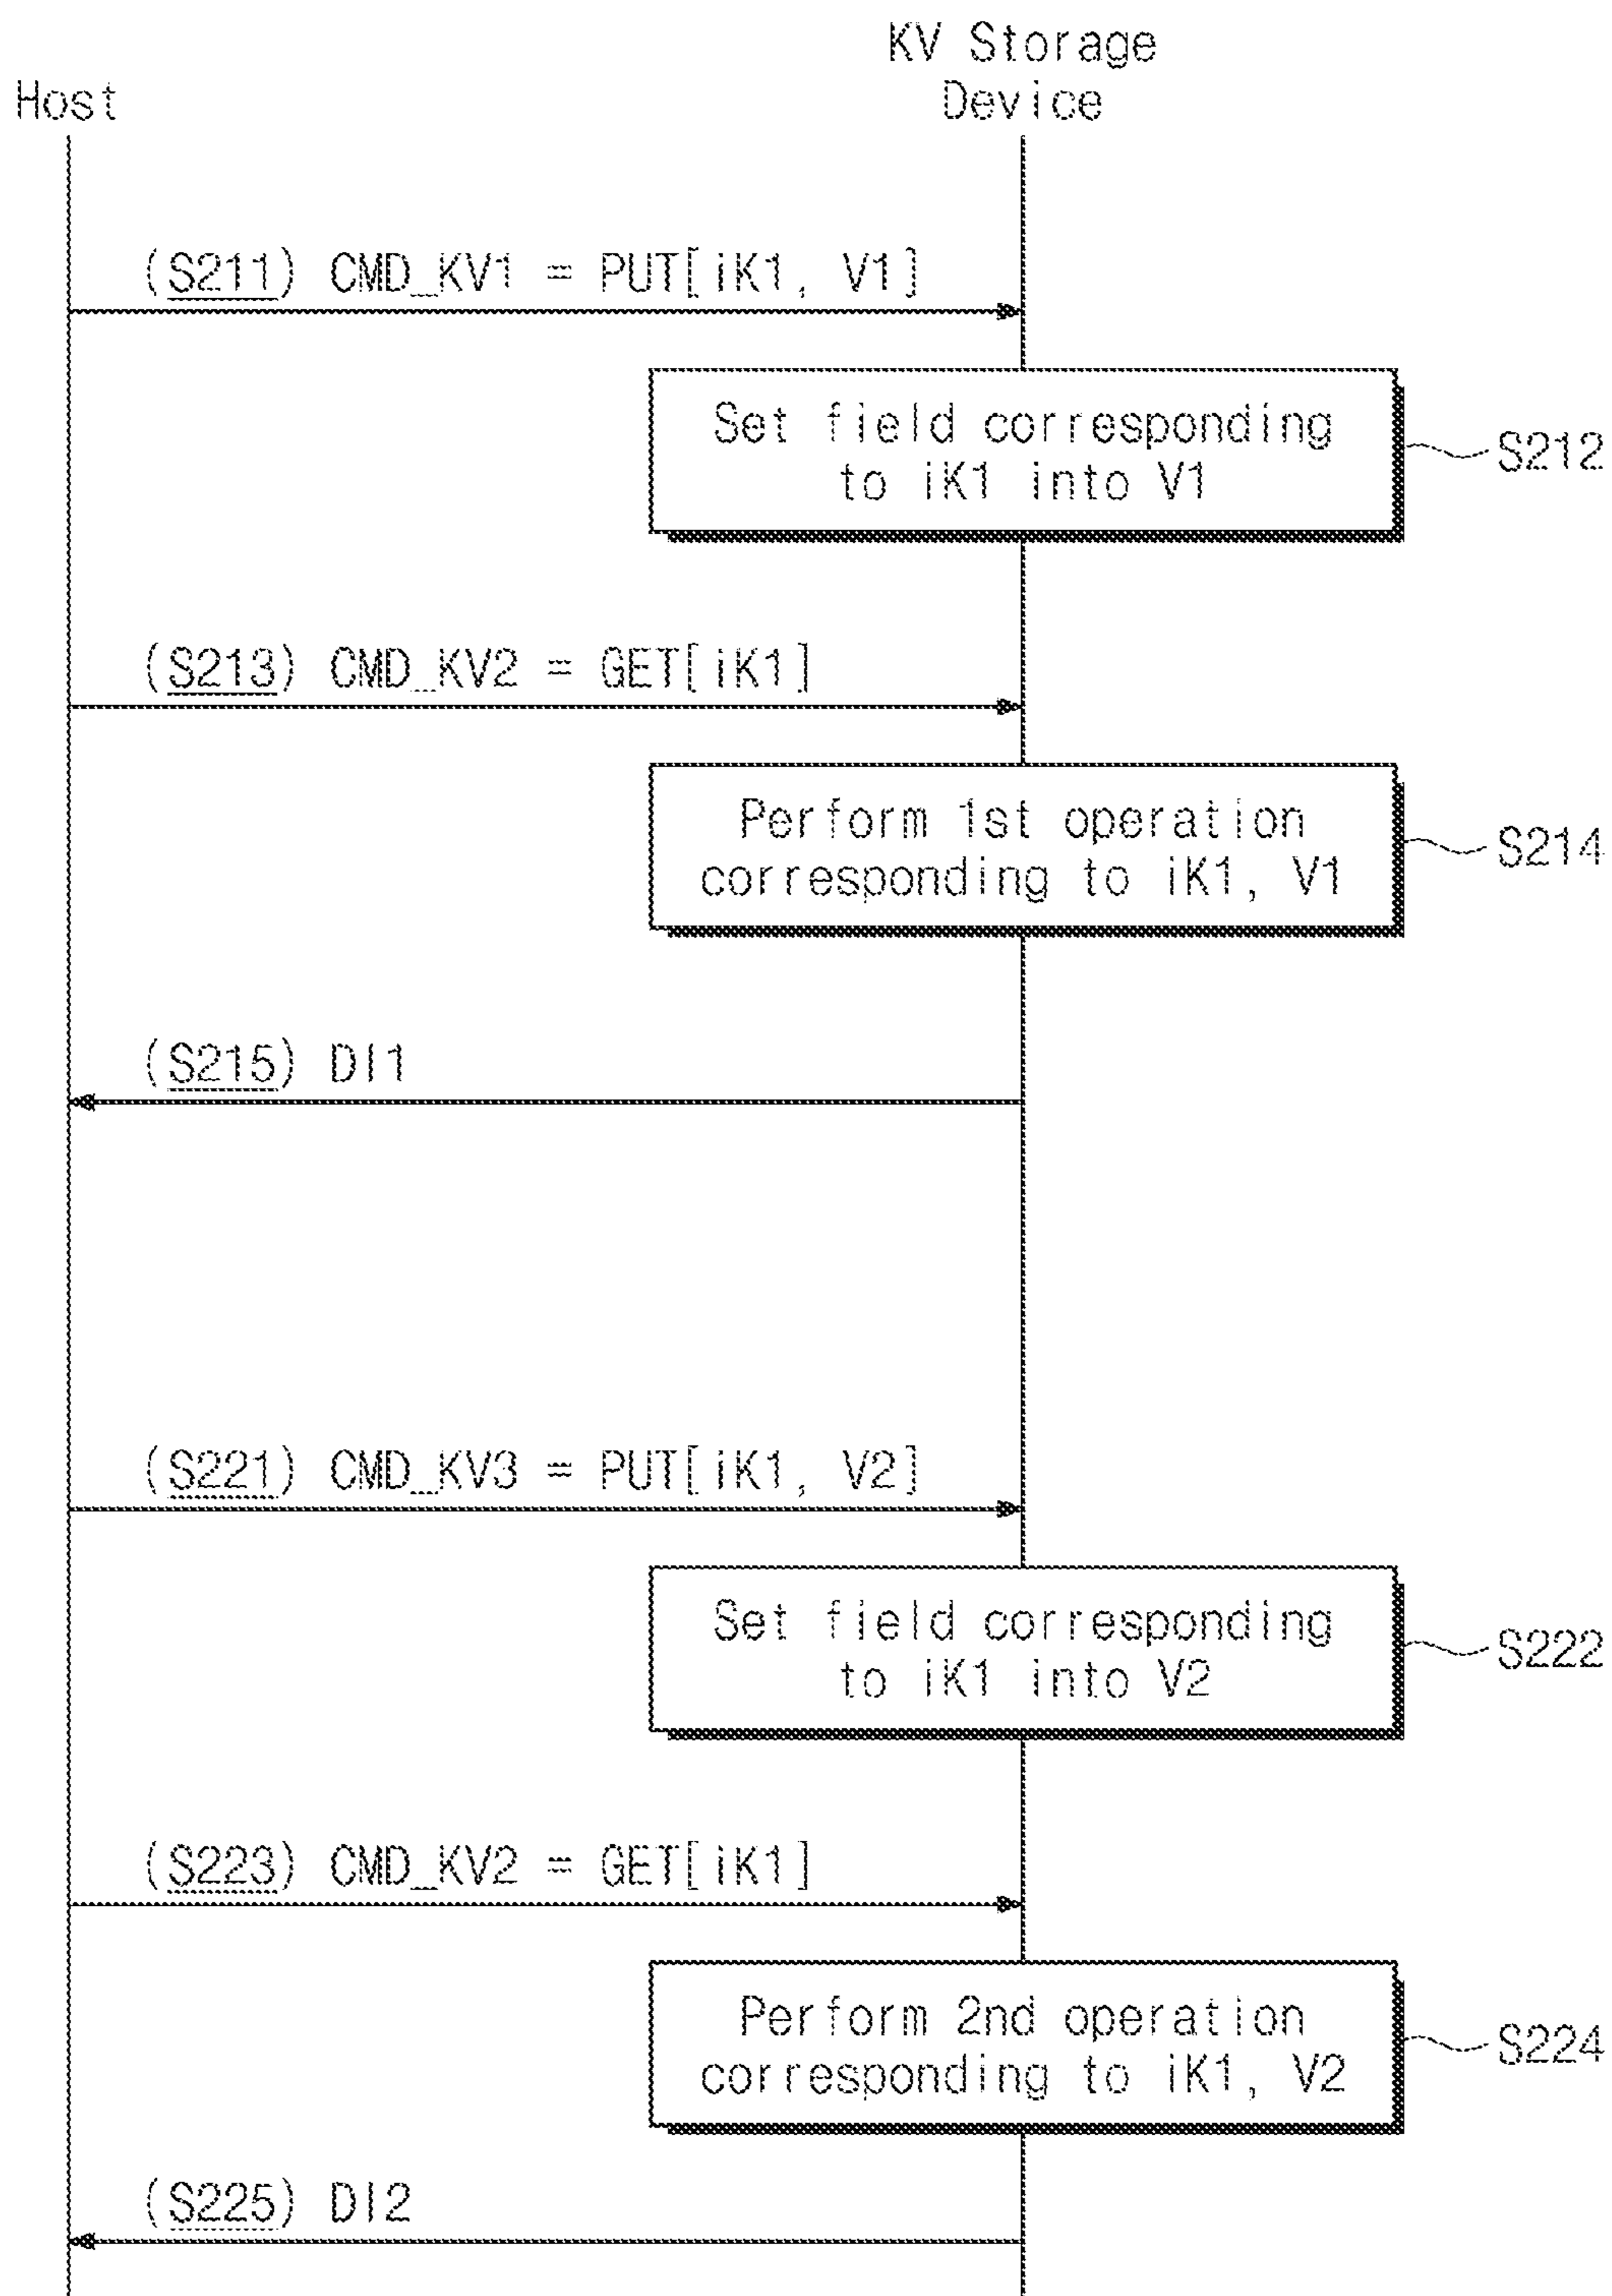 KV Storage
Device
Host
(S211) CMD_KV1 = PUT[iK1, V1]
Set field corresponding
to iK1 into V1
S212
(S213) CMD_KV2 = GET[iK1]
Perform 1st operation
corresponding to iK1, V1
S214
(S215) DI1
(S221) CMD_KV3 = PUT[iK1, V2]
Set field corresponding
to iK1 into V2
S222
(S223) CMD_KV2 = GET[iK1]
Perform 2nd operation
corresponding to iK1, V2
S224
(S225) DI2